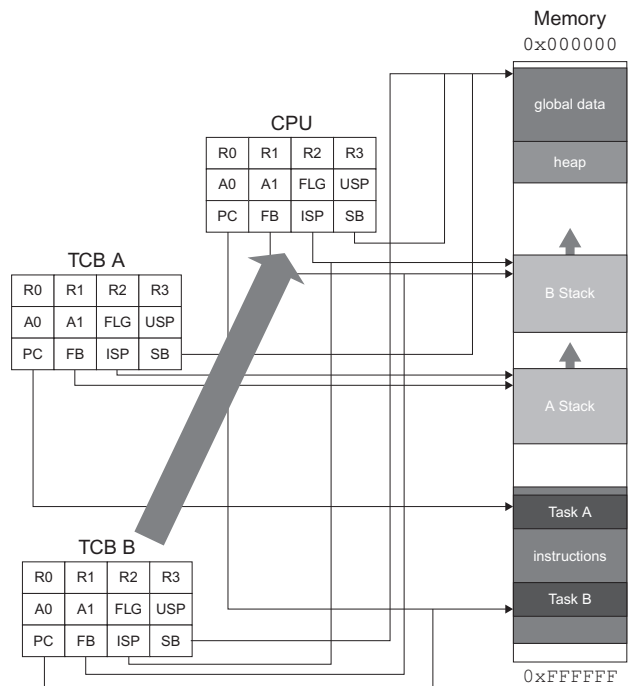 Memory
0x000000
global data
heap
CPU
R0 R1 R2 R3
A0 A1 FLG USP
PC FB ISP SB
B Stack
TCB A
R0 R1 R2 R3
A0 A1 FLG USP
PC FB ISP SB
A Stack
Task A
instructions
TCB B
R0 R1 R2 R3
A0 A1 FLG USP
PC FB ISP SB
Task B
0xFFFFFF